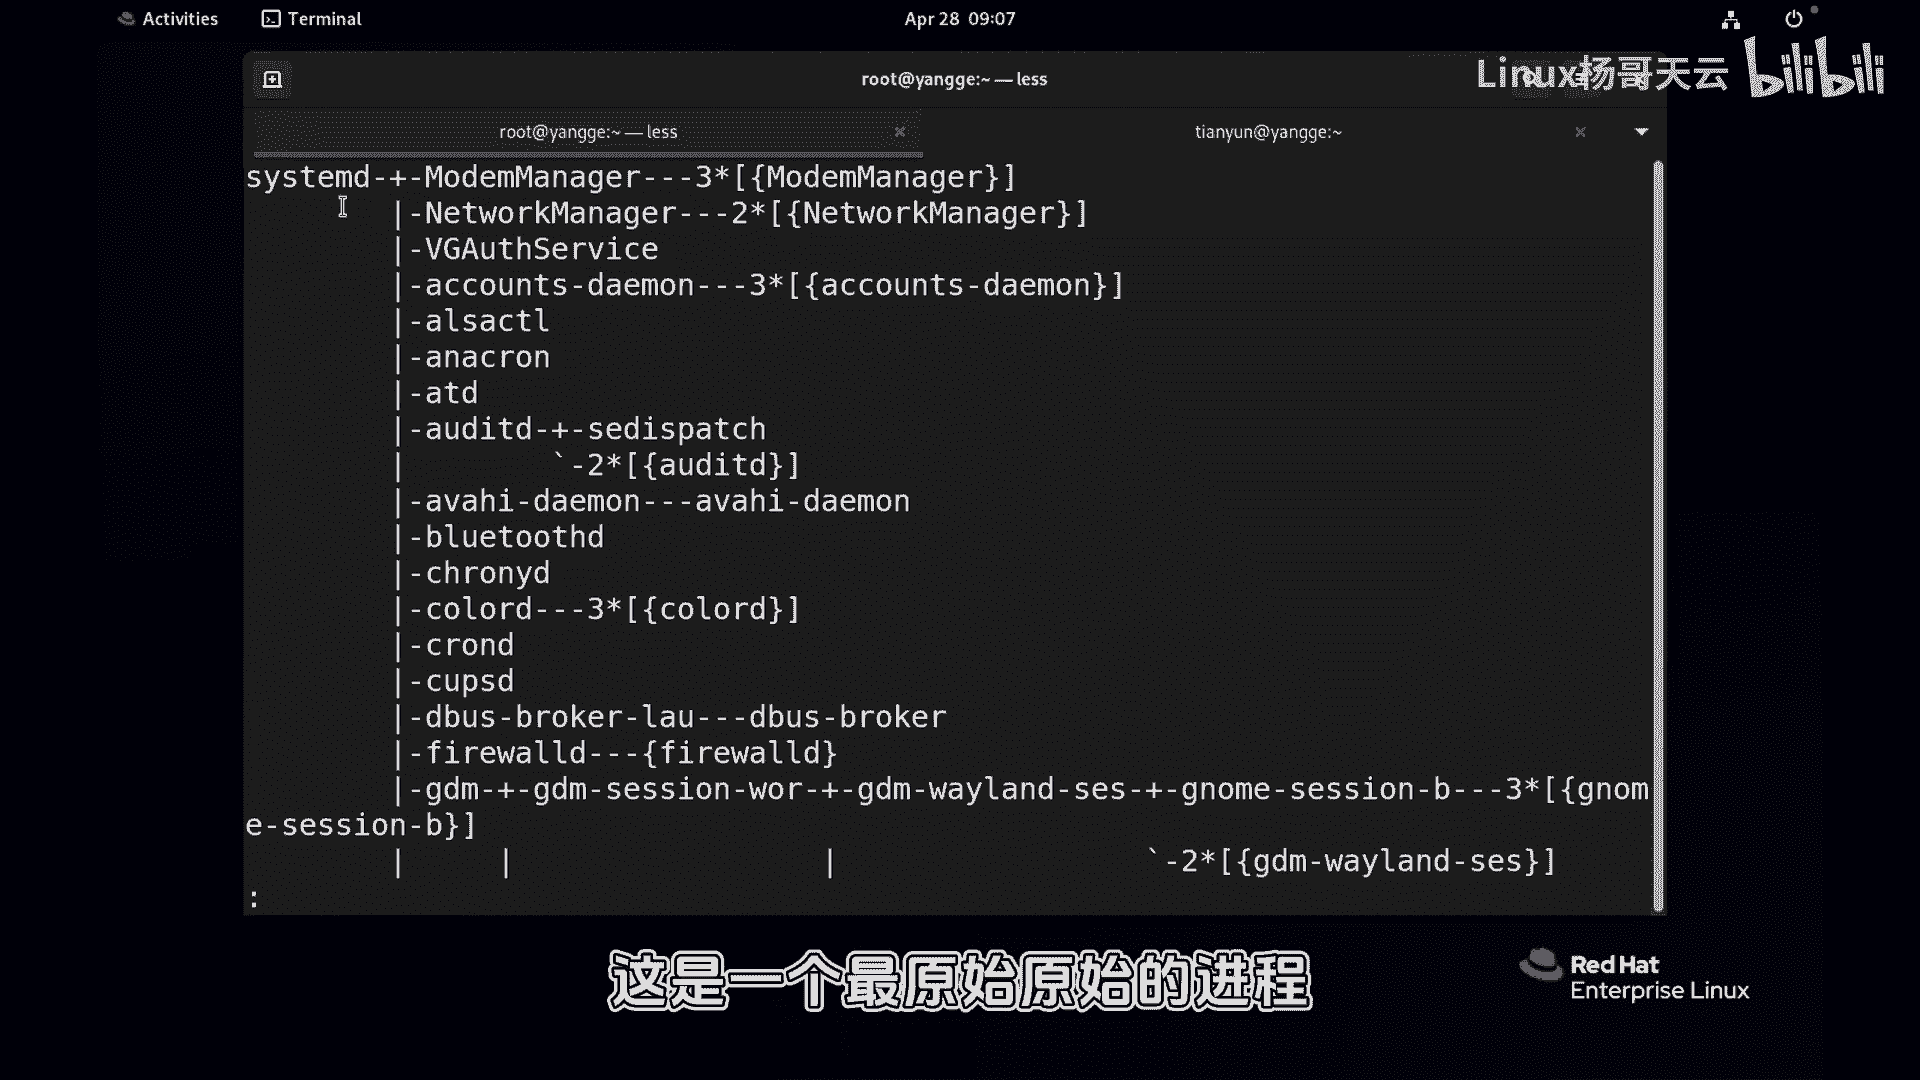 Activities Terminal Apr 28 09:07
root@yangge:~ — less
Linux杨哥天云 bilibili
root@yangge:~ — less tianyun@yangge:~
systemd-+-ModemManager---3*[{ModemManager}]
        |-NetworkManager---2*[{NetworkManager}]
        |-VGAuthService
        |-accounts-daemon---3*[{accounts-daemon}]
        |-alsactl
        |-anacron
        |-atd
        |-auditd-+-sedispatch
        |        `-2*[{auditd}]
        |-avahi-daemon---avahi-daemon
        |-bluetoothd
        |-chronyd
        |-colord---3*[{colord}]
        |-crond
        |-cupsd
        |-dbus-broker-lau---dbus-broker
        |-firewalld---{firewalld}
        |-gdm-+-gdm-session-wor-+-gdm-wayland-ses-+-gnome-session-b---3*[{gnom
e-session-b}]
        |     |                 |                 `-2*[{gdm-wayland-ses}]
:
这是一个最原始原始的进程
Red Hat
Enterprise Linux